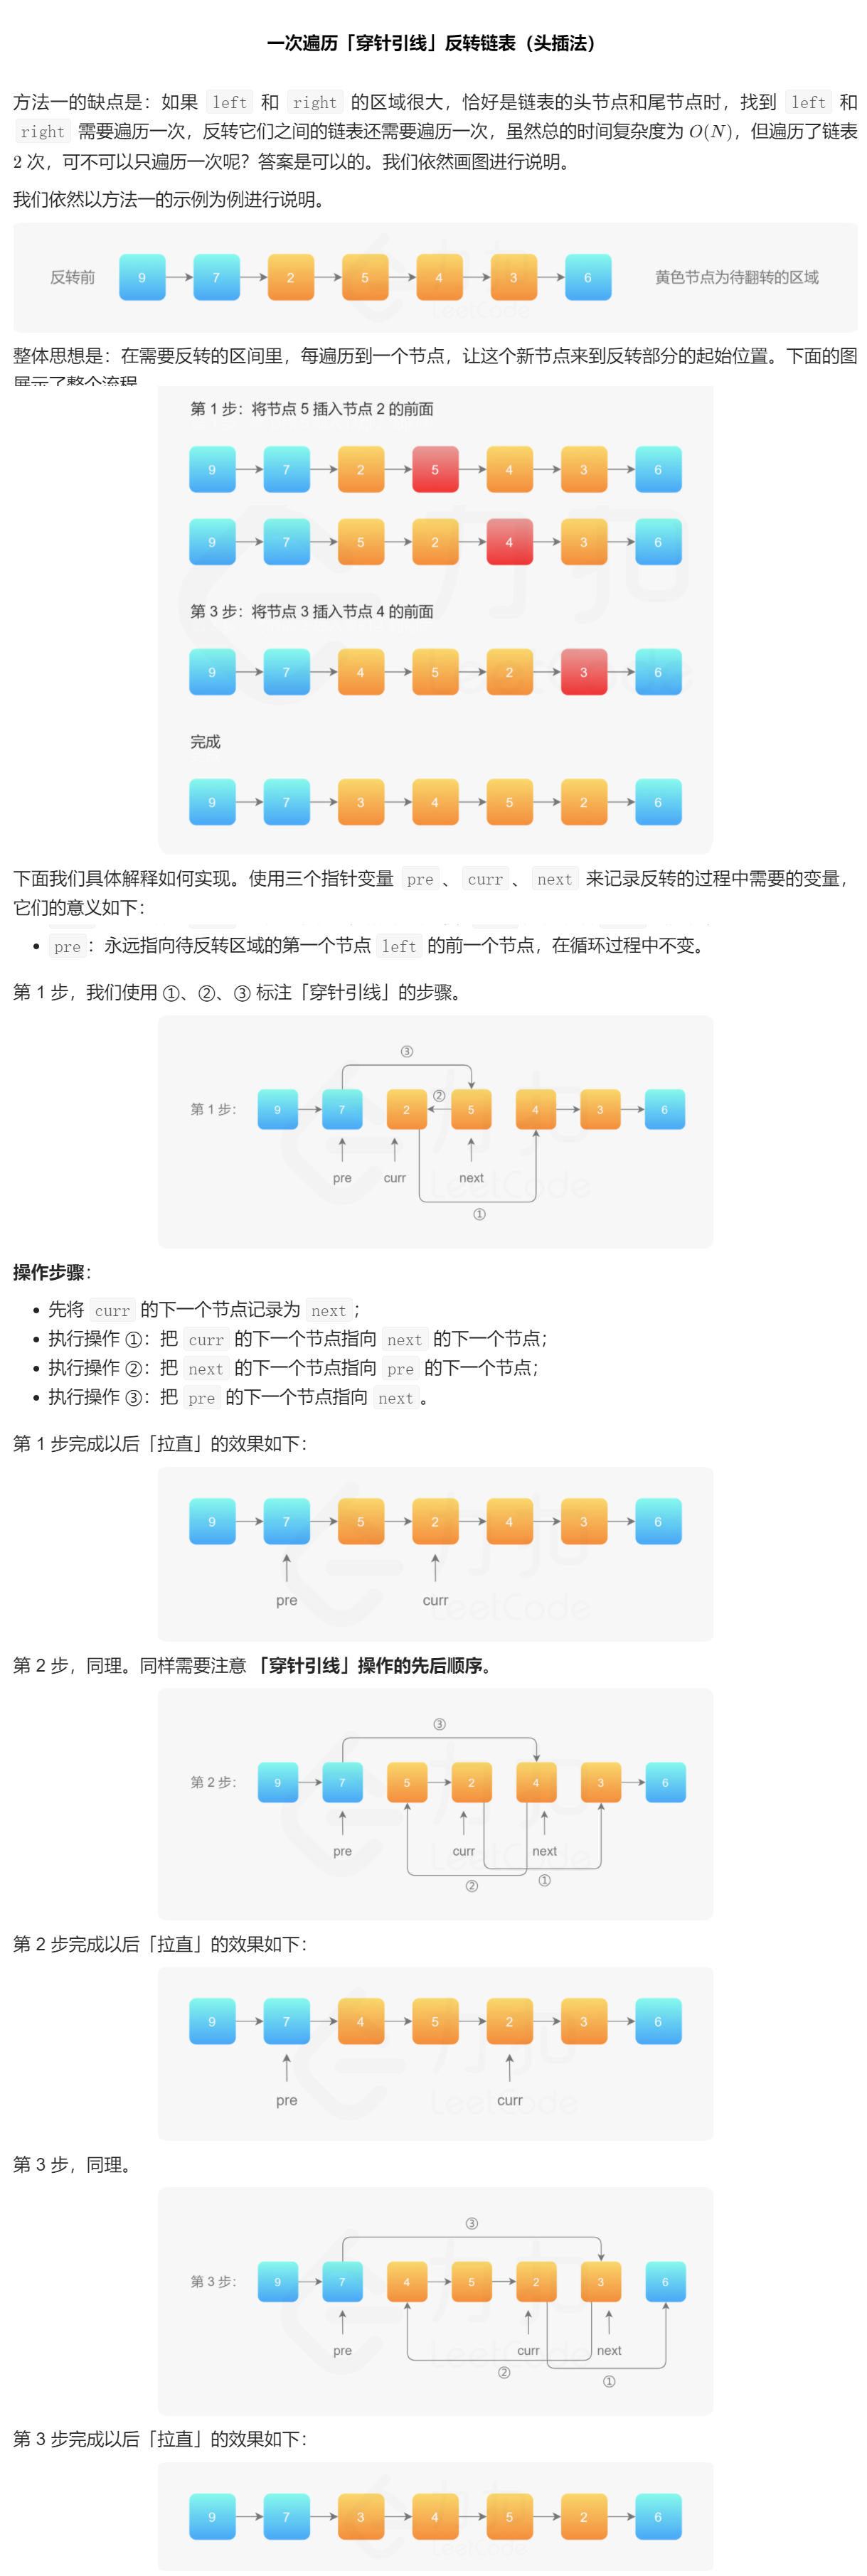 一次遍历「穿针引线」反转链表（头插法）
方法一的缺点是：如果 left 和 right 的区域很大，恰好是链表的头节点和尾节点时，找到 left 和
right 需要遍历一次，反转它们之间的链表还需要遍历一次，虽然总的时间复杂度为 O(N)，但遍历了链表
2 次，可不可以只遍历一次呢？答案是可以的。我们依然画图进行说明。
我们依然以方法一的示例为例进行说明。
反转前 9 7 2 5 4 3 6 黄色节点为待翻转的区域
整体思想是：在需要反转的区间里，每遍历到一个节点，让这个新节点来到反转部分的起始位置。下面的图
展示了整个流程
第 1 步：将节点 5 插入节点 2 的前面
9 7 2 5 4 3 6
9 7 5 2 4 3 6
第 3 步：将节点 3 插入节点 4 的前面
9 7 4 5 2 3 6
完成
9 7 3 4 5 2 6
力扣
LeetCode
下面我们具体解释如何实现。使用三个指针变量 pre 、 curr 、 next 来记录反转的过程中需要的变量，
它们的意义如下：
• pre ：永远指向待反转区域的第一个节点 left 的前一个节点，在循环过程中不变。
第 1 步，我们使用 ①、②、③ 标注「穿针引线」的步骤。
③
②
第 1 步： 9 7 2 5 4 3 6
pre curr next
LeetCode
①
操作步骤：
• 先将 curr 的下一个节点记录为 next ；
• 执行操作 ①：把 curr 的下一个节点指向 next 的下一个节点；
• 执行操作 ②：把 next 的下一个节点指向 pre 的下一个节点；
• 执行操作 ③：把 pre 的下一个节点指向 next 。
第 1 步完成以后「拉直」的效果如下：
9 7 5 2 4 3 6
pre curr
LeetCode
第 2 步，同理。同样需要注意 「穿针引线」操作的先后顺序。
③
第 2 步： 9 7 5 2 4 3 6
pre curr next
② ①
第 2 步完成以后「拉直」的效果如下：
9 7 4 5 2 3 6
pre curr
LeetCode
第 3 步，同理。
③
第 3 步： 9 7 4 5 2 3 6
pre curr next
② ①
第 3 步完成以后「拉直」的效果如下：
9 7 3 4 5 2 6
LeetCode